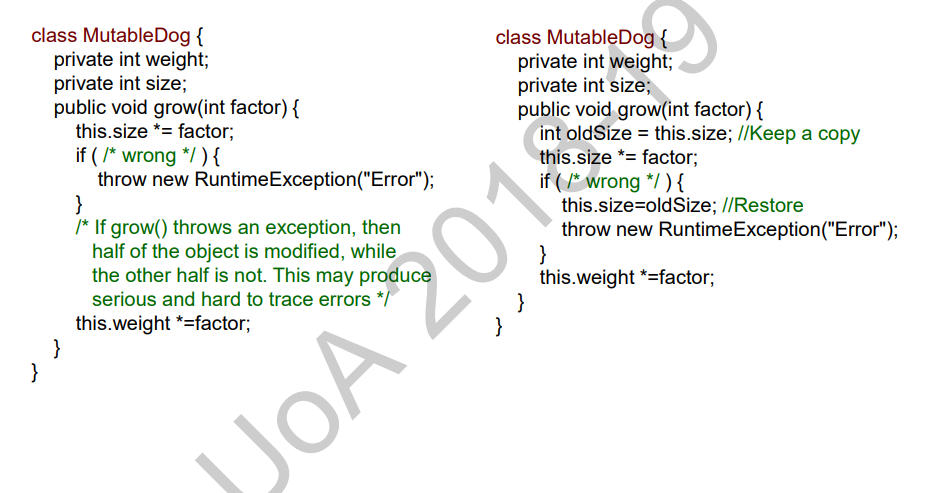 class MutableDog {
private int weight;
private int size;
public void grow(int factor) {
this.size *= factor;
if ( /* wrong */ ) {
throw new RuntimeException("Error");
}
/* If grow() throws an exception, then
half of the object is modified, while
the other half is not. This may produce
serious and hard to trace errors */
this.weight *=factor;
}
}
class MutableDog {
private int weight;
private int size;
public void grow(int factor) {
int oldSize = this.size; //Keep a copy
this.size *= factor;
if ( /* wrong */ ) {
this.size=oldSize; //Restore
throw new RuntimeException("Error");
}
this.weight *=factor;
}
}
UoA 2018-19